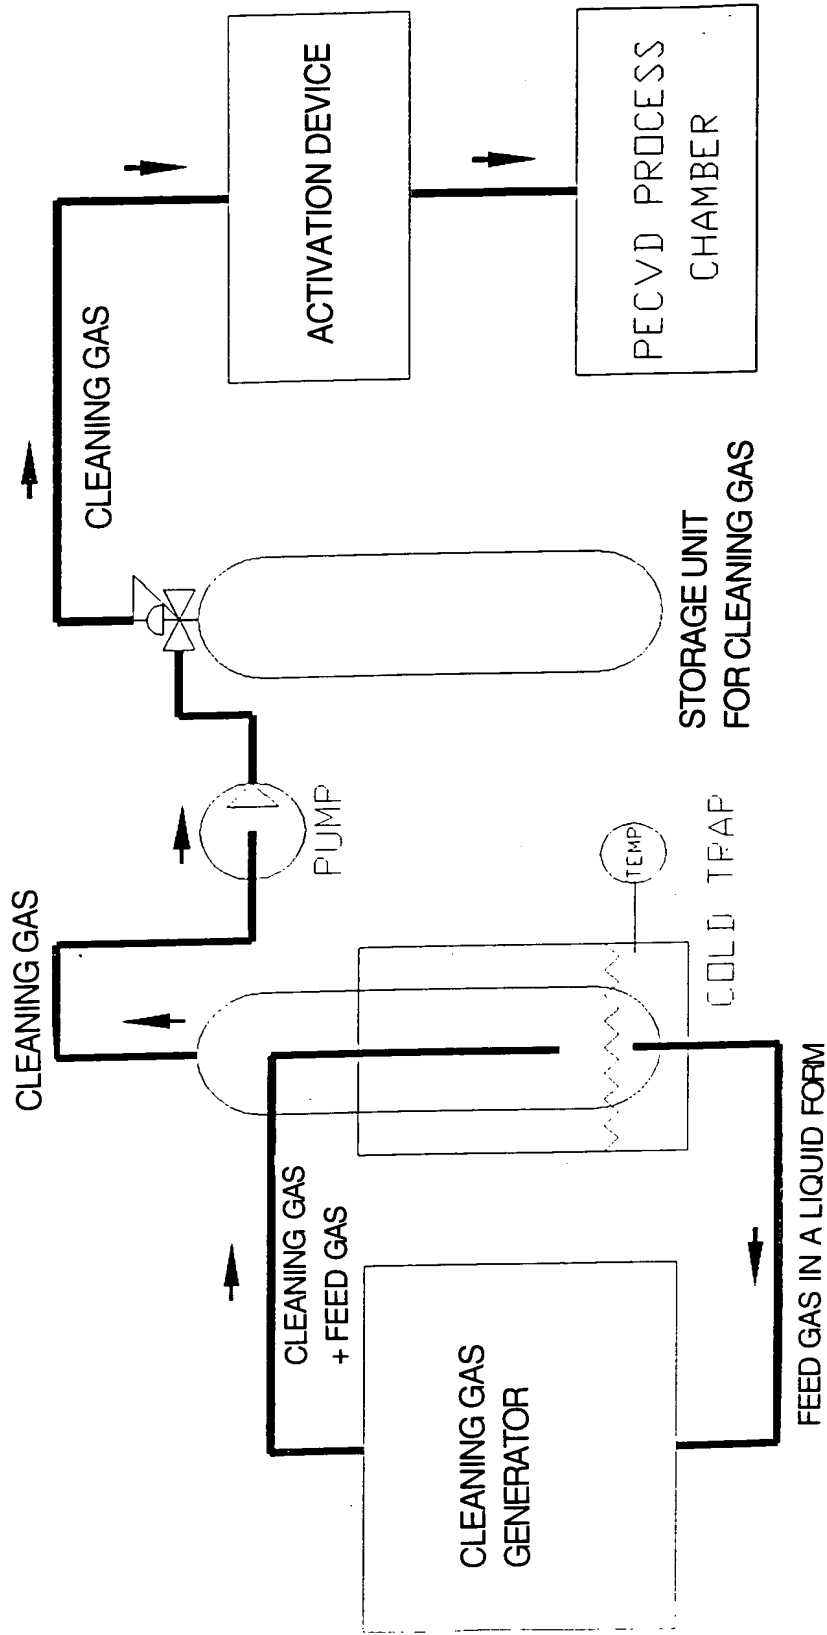 CLEANING GAS
GENERATOR
CLEANING GAS
+ FEED GAS
FEED GAS IN A LIQUID FORM
CLEANING GAS
TEMP
COLD TRAP
PUMP
STORAGE UNIT
FOR CLEANING GAS
CLEANING GAS
ACTIVATION DEVICE
PECVD PROCESS
CHAMBER